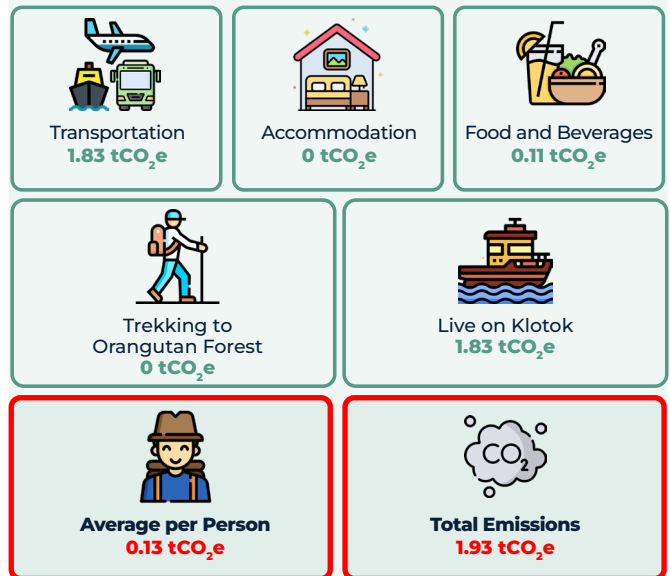 Transportation
1.83 tCO₂e
Accommodation
0 tCO₂e
Food and Beverages
0.11 tCO₂e
Trekking to
Orangutan Forest
0 tCO₂e
Live on Klotok
1.83 tCO₂e
CO₂
Average per Person
0.13 tCO₂e
Total Emissions
1.93 tCO₂e